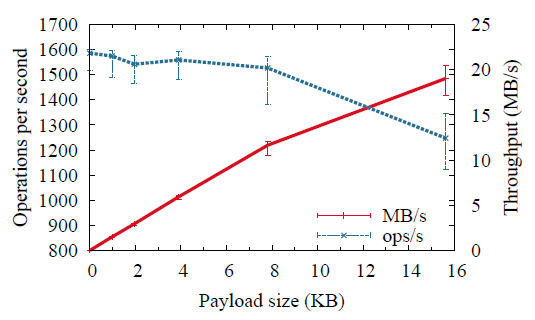 1700
1600
1500
1400
1300
1200
1100
1000
900
800
Operations per second
25
20
15
10
5
0
Throughput (MB/s)
MB/s
ops/s
0 2 4 6 8 10 12 14 16
Payload size (KB)